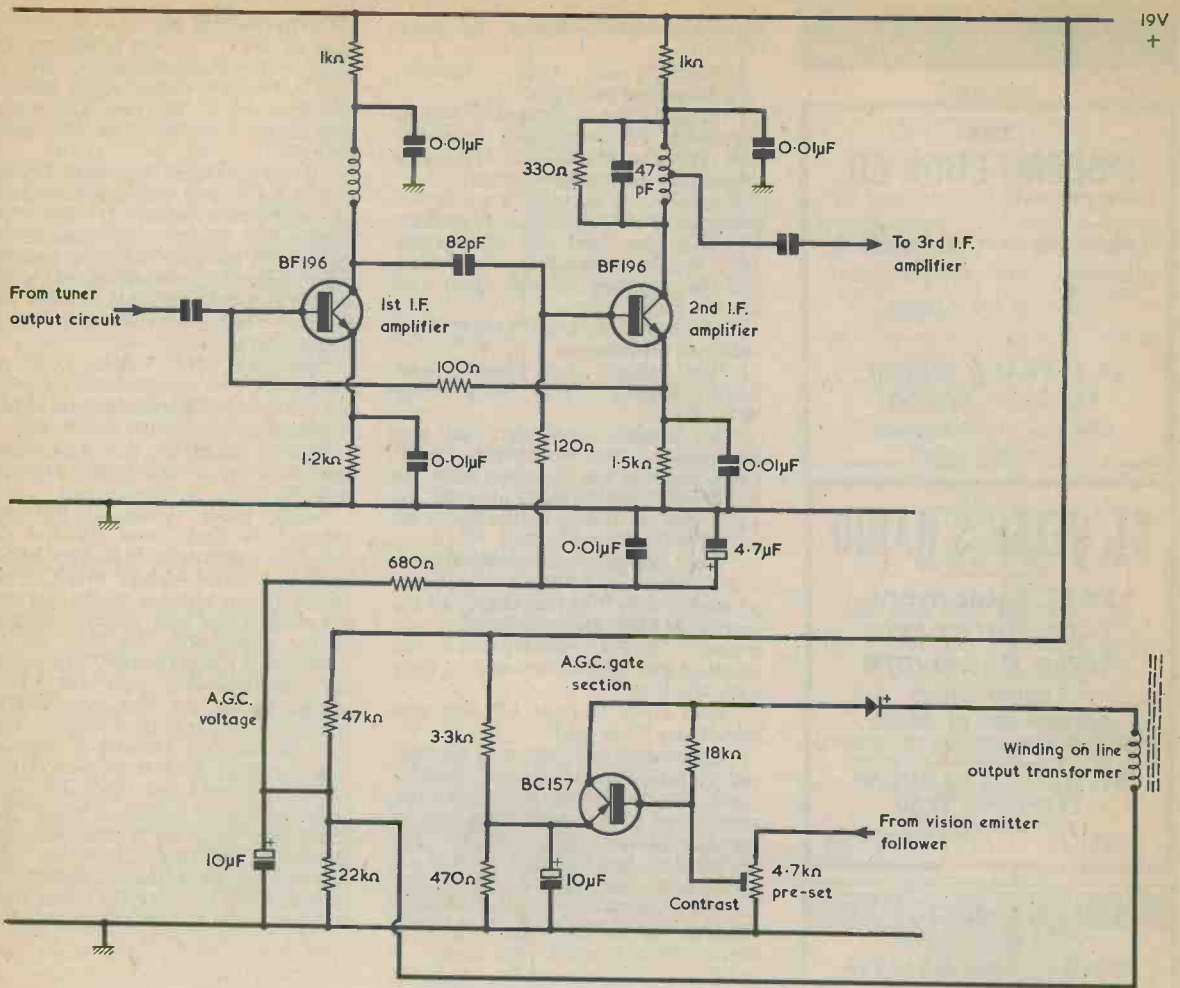 19V
+
1kΩ
0·01µF
1kΩ
0·01µF
330Ω
47
pF
To 3rd I.F.
amplifier
82pF
BF196
1st I.F.
amplifier
BF196
2nd I.F.
amplifier
From tuner
output circuit
100Ω
120Ω
1·2kΩ
0·01µF
1·5kΩ
0·01µF
0·01µF
4·7µF
+
680Ω
A.G.C. gate
section
A.G.C.
voltage
47kΩ
3·3kΩ
18kΩ
+
Winding on line
output transformer
BC157
From vision emitter
follower
+
10µF
22kΩ
470Ω
+
10µF
4·7kΩ
pre-set
Contrast